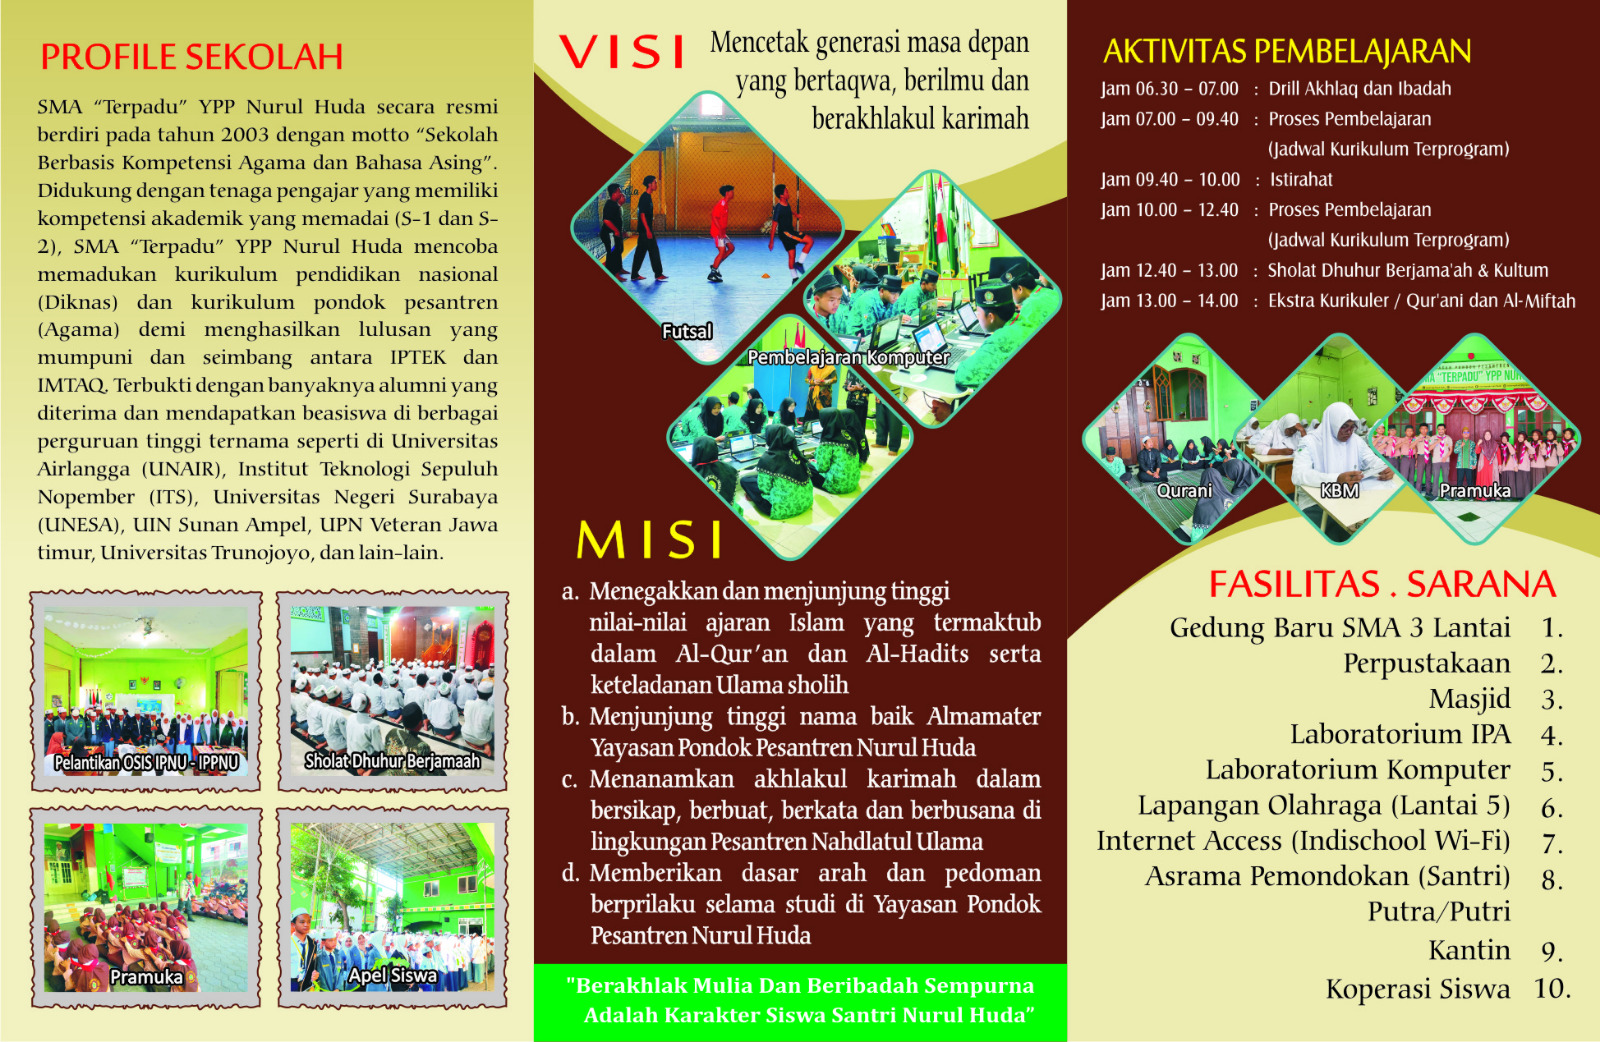 PROFILE SEKOLAH
SMA “Terpadu” YPP Nurul Huda secara resmi
berdiri pada tahun 2003 dengan motto “Sekolah
Berbasis Kompetensi Agama dan Bahasa Asing”.
Didukung dengan tenaga pengajar yang memiliki
kompetensi akademik yang memadai (S-1 dan S-
2), SMA “Terpadu” YPP Nurul Huda mencoba
memadukan kurikulum pendidikan nasional
(Diknas) dan kurikulum pondok pesantren
(Agama) demi menghasilkan lulusan yang
mumpuni dan seimbang antara IPTEK dan
IMTAQ. Terbukti dengan banyaknya alumni yang
diterima dan mendapatkan beasiswa di berbagai
perguruan tinggi ternama seperti di Universitas
Airlangga (UNAIR), Institut Teknologi Sepuluh
Nopember (ITS), Universitas Negeri Surabaya
(UNESA), UIN Sunan Ampel, UPN Veteran Jawa
timur, Universitas Trunojoyo, dan lain-lain.
Pelantikan OSIS IPNU - IPPNU
Sholat Dhuhur Berjamaah
Pramuka
Apel Siswa
VISI
Mencetak generasi masa depan
yang bertaqwa, berilmu dan
berakhlakul karimah
Futsal
Pembelajaran Komputer
MISI
a. Menegakkan dan menjunjung tinggi
nilai-nilai ajaran Islam yang termaktub
dalam Al-Qur’an dan Al-Hadits serta
keteladanan Ulama sholih
b. Menjunjung tinggi nama baik Almamater
Yayasan Pondok Pesantren Nurul Huda
c. Menanamkan akhlakul karimah dalam
bersikap, berbuat, berkata dan berbusana di
lingkungan Pesantren Nahdlatul Ulama
d. Memberikan dasar arah dan pedoman
berprilaku selama studi di Yayasan Pondok
Pesantren Nurul Huda
"Berakhlak Mulia Dan Beribadah Sempurna
Adalah Karakter Siswa Santri Nurul Huda”
AKTIVITAS PEMBELAJARAN
Jam 06.30 – 07.00 : Drill Akhlaq dan Ibadah
Jam 07.00 – 09.40 : Proses Pembelajaran
(Jadwal Kurikulum Terprogram)
Jam 09.40 – 10.00 : Istirahat
Jam 10.00 – 12.40 : Proses Pembelajaran
(Jadwal Kurikulum Terprogram)
Jam 12.40 – 13.00 : Sholat Dhuhur Berjama'ah & Kultum
Jam 13.00 – 14.00 : Ekstra Kurikuler / Qur'ani dan Al-Miftah
"TERPADU" YPP
Qurani
KBM
Pramuka
FASILITAS . SARANA
Gedung Baru SMA 3 Lantai 1.
Perpustakaan 2.
Masjid 3.
Laboratorium IPA 4.
Laboratorium Komputer 5.
Lapangan Olahraga (Lantai 5) 6.
Internet Access (Indischool Wi-Fi) 7.
Asrama Pemondokan (Santri) 8.
Putra/Putri
Kantin 9.
Koperasi Siswa 10.